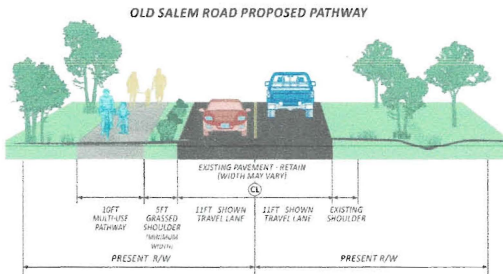 OLD SALEM ROAD PROPOSED PATHWAY
EXISTING PAVEMENT - RETAIN
(WIDTH MAY VARY)
CL
10FT
MULTI-USE
PATHWAY
5FT
GRASSED
SHOULDER
(MINIMUM
WIDTH)
11FT SHOWN
TRAVEL LANE
11FT SHOWN
TRAVEL LANE
EXISTING
SHOULDER
PRESENT R/W
PRESENT R/W